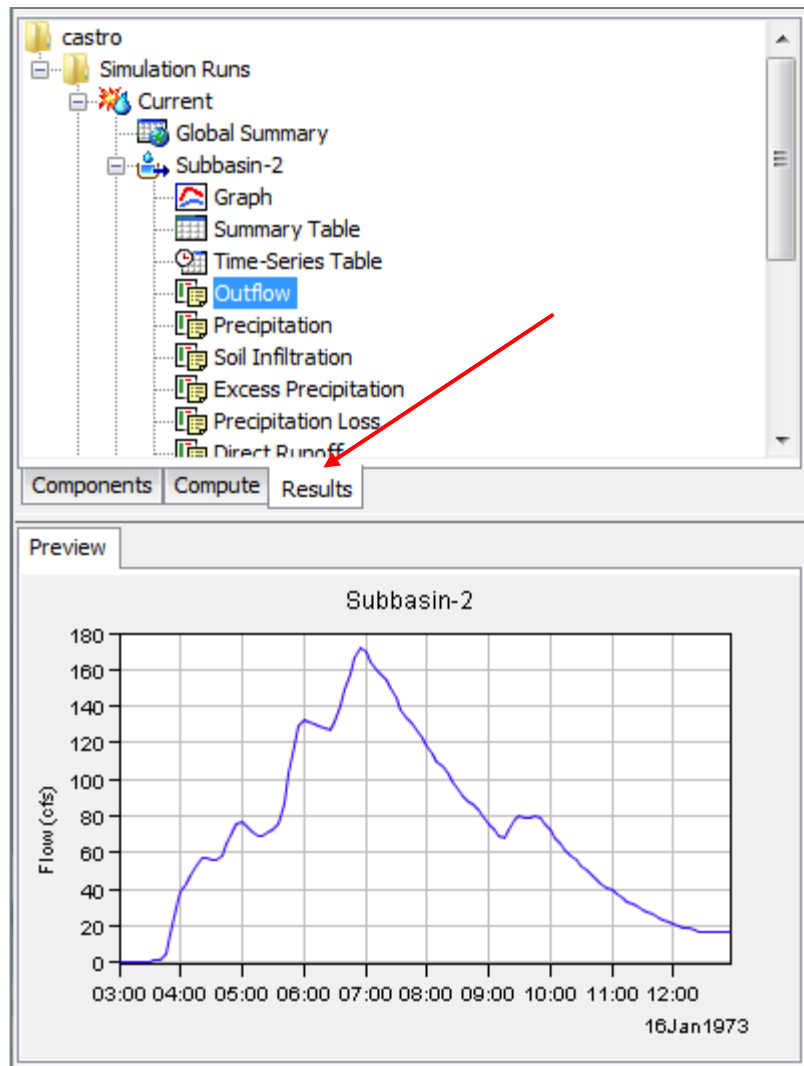 castro
Simulation Runs
Current
Global Summary
Subbasin-2
Graph
Summary Table
Time-Series Table
Outflow
Precipitation
Soil Infiltration
Excess Precipitation
Precipitation Loss
Direct Runoff
Components Compute Results
Preview
Subbasin-2
180
160
140
120
100
80
60
40
20
0
Flow (cfs)
03:00 04:00 05:00 06:00 07:00 08:00 09:00 10:00 11:00 12:00
16Jan1973